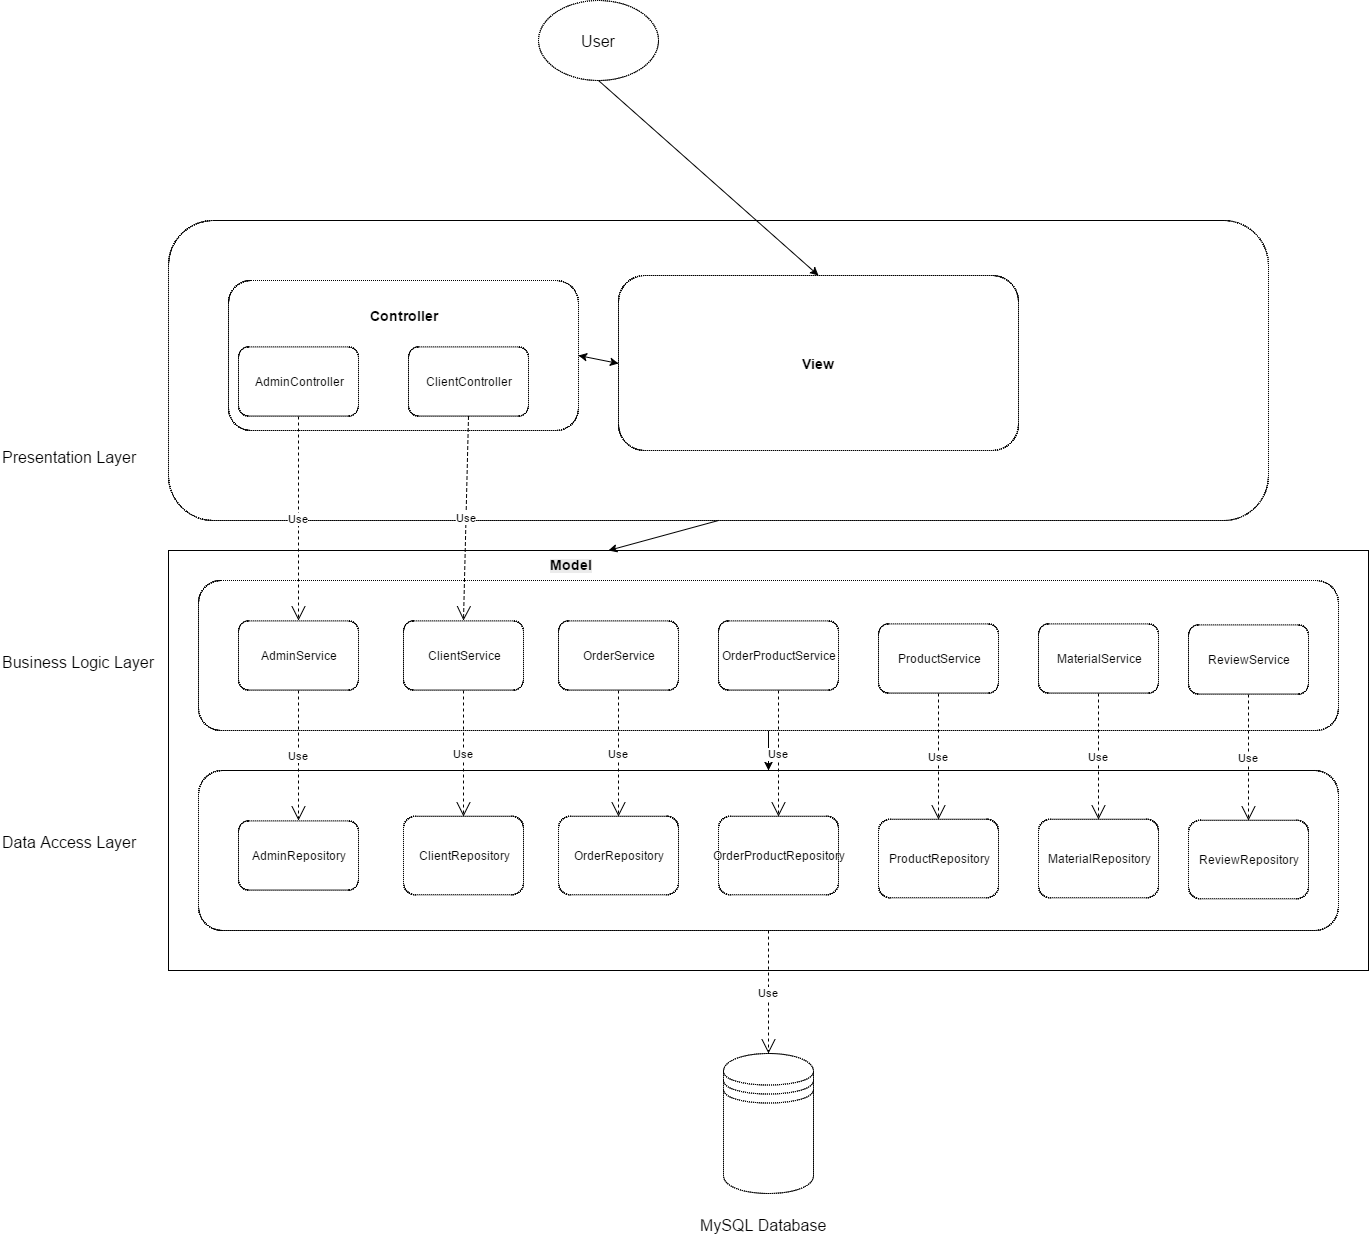 User
Controller
AdminController
ClientController
View
Presentation Layer
Use
Use
Model
Business Logic Layer
AdminService
ClientService
OrderService
OrderProductService
ProductService
MaterialService
ReviewService
Use
Use
Use
Use
Use
Use
Use
Data Access Layer
AdminRepository
ClientRepository
OrderRepository
OrderProductRepository
ProductRepository
MaterialRepository
ReviewRepository
Use
MySQL Database